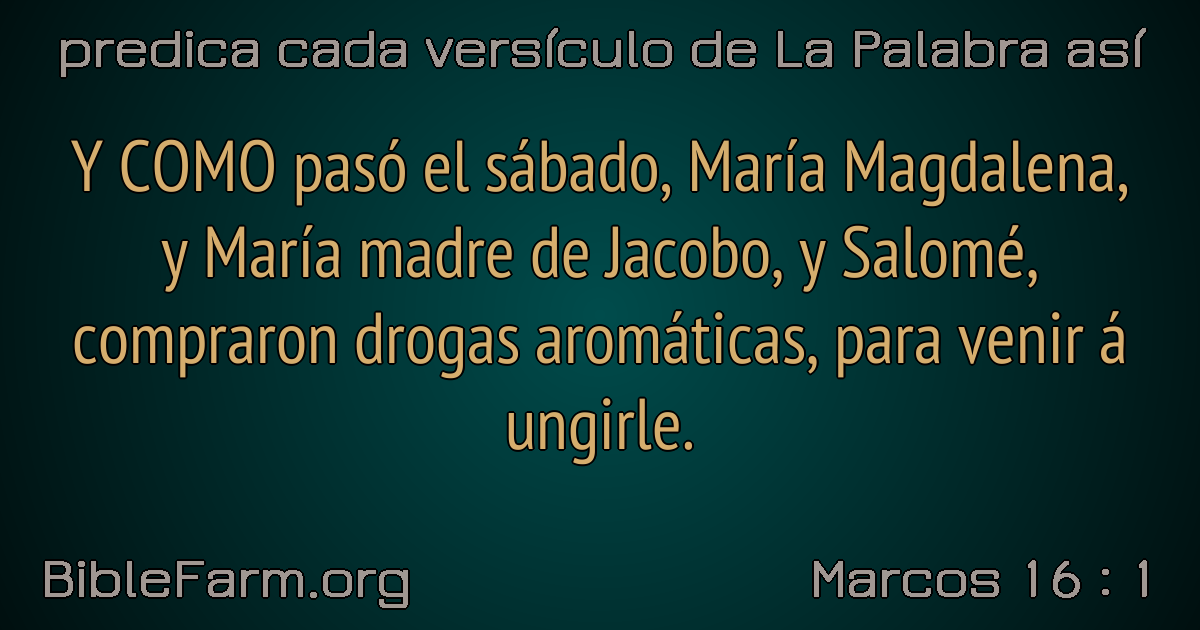 predica cada versículo de La Palabra así
Y COMO pasó el sábado, María Magdalena,
y María madre de Jacobo, y Salomé,
compraron drogas aromáticas, para venir á
ungirle.
BibleFarm.org
Marcos 16 : 1